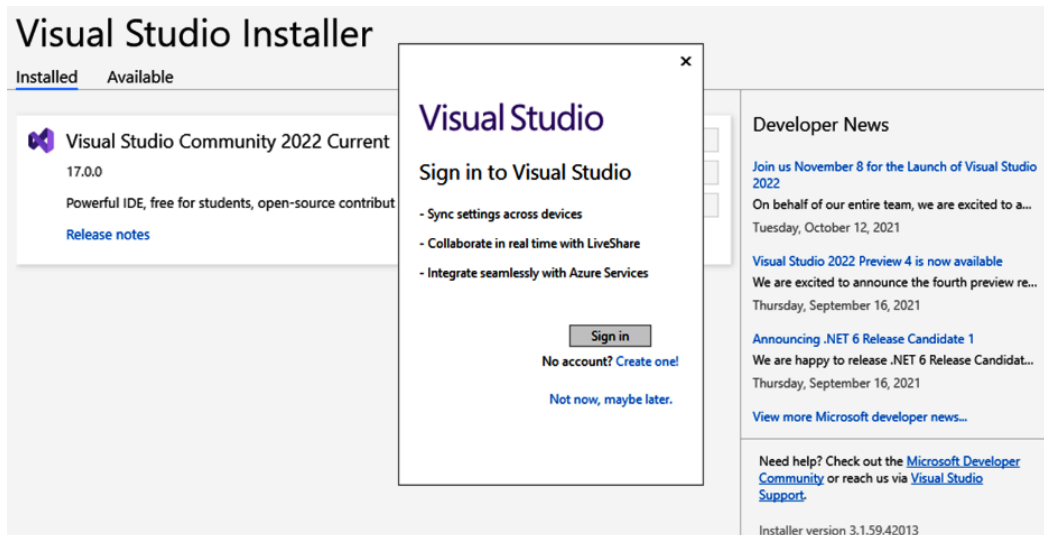 Visual Studio Installer
Installed Available
Visual Studio Community 2022 Current
17.0.0
Powerful IDE, free for students, open-source contribut
Release notes
×
Visual Studio
Sign in to Visual Studio
- Sync settings across devices
- Collaborate in real time with LiveShare
- Integrate seamlessly with Azure Services
Sign in
No account? Create one!
Not now, maybe later.
Developer News
Join us November 8 for the Launch of Visual Studio
2022
On behalf of our entire team, we are excited to a...
Tuesday, October 12, 2021
Visual Studio 2022 Preview 4 is now available
We are excited to announce the fourth preview re...
Thursday, September 16, 2021
Announcing .NET 6 Release Candidate 1
We are happy to release .NET 6 Release Candidat...
Thursday, September 16, 2021
View more Microsoft developer news...
Need help? Check out the Microsoft Developer
Community or reach us via Visual Studio
Support.
Installer version 3.1.59.42013